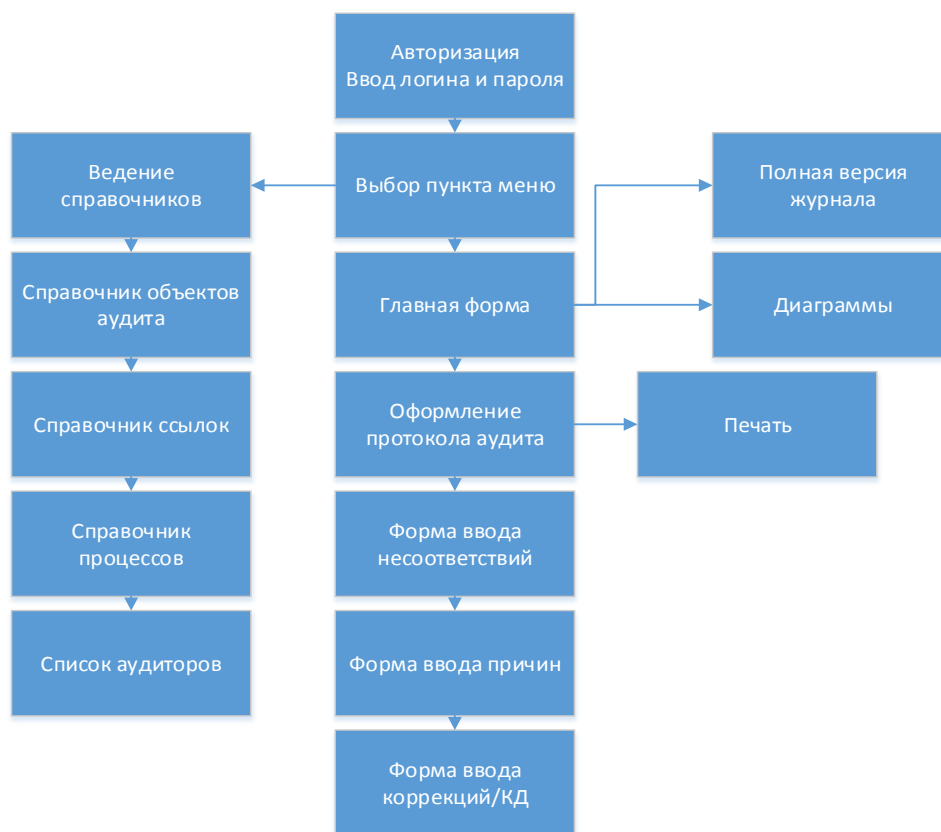 Авторизация
Ввод логина и пароля
Ведение
справочников
Выбор пункта меню
Полная версия
журнала
Справочник объектов
аудита
Главная форма
Диаграммы
Справочник ссылок
Оформление
протокола аудита
Печать
Справочник
процессов
Форма ввода
несоответствий
Список аудиторов
Форма ввода причин
Форма ввода
коррекций/КД